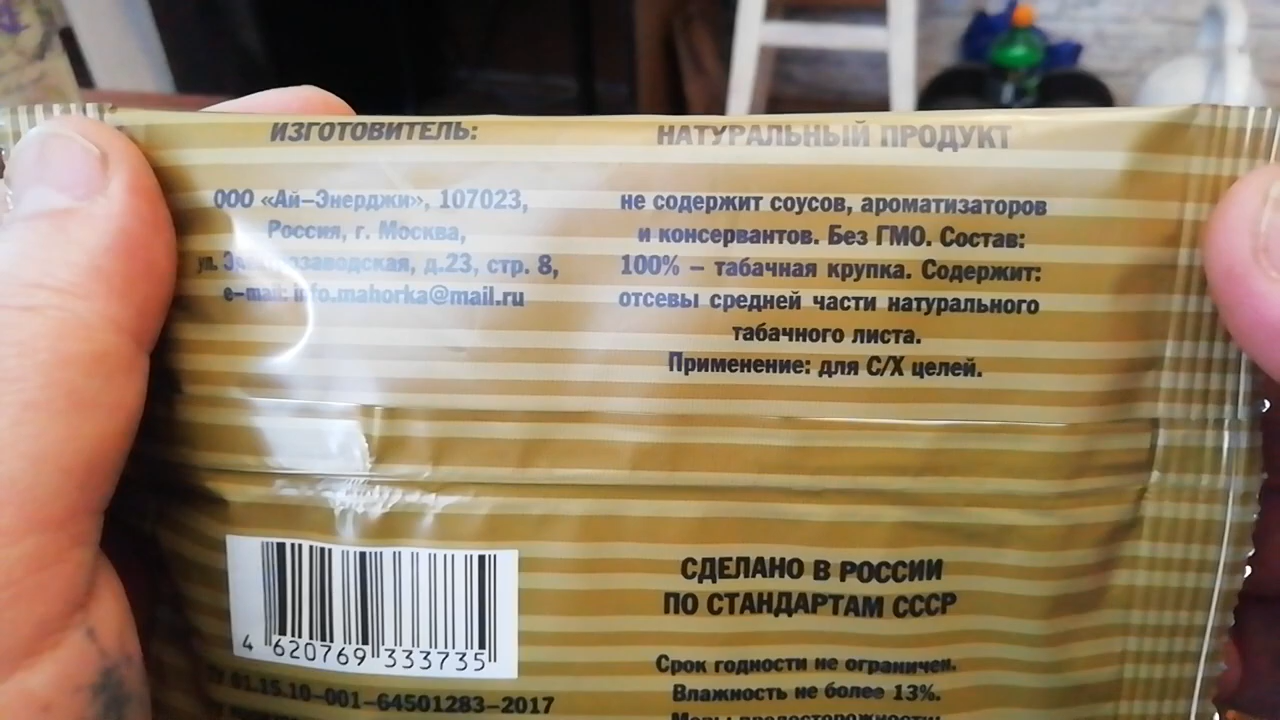 ИЗГОТОВИТЕЛЬ:
ООО «Ай–Энерджи», 107023,
Россия, г. Москва,
ул. Электрозаводская, д.23, стр. 8,
e-mail: info.mahorka@mail.ru
НАТУРАЛЬНЫЙ ПРОДУКТ
не содержит соусов, ароматизаторов
и консервантов. Без ГМО. Состав:
100% – табачная крупка. Содержит:
отсевы средней части натурального
табачного листа.
Применение: для С/Х целей.
4 620769 333735
ТУ 01.15.10–001–64501283–2017
СДЕЛАНО В РОССИИ
ПО СТАНДАРТАМ СССР
Срок годности не ограничен.
Влажность не более 13%.
Меры предосторожности: